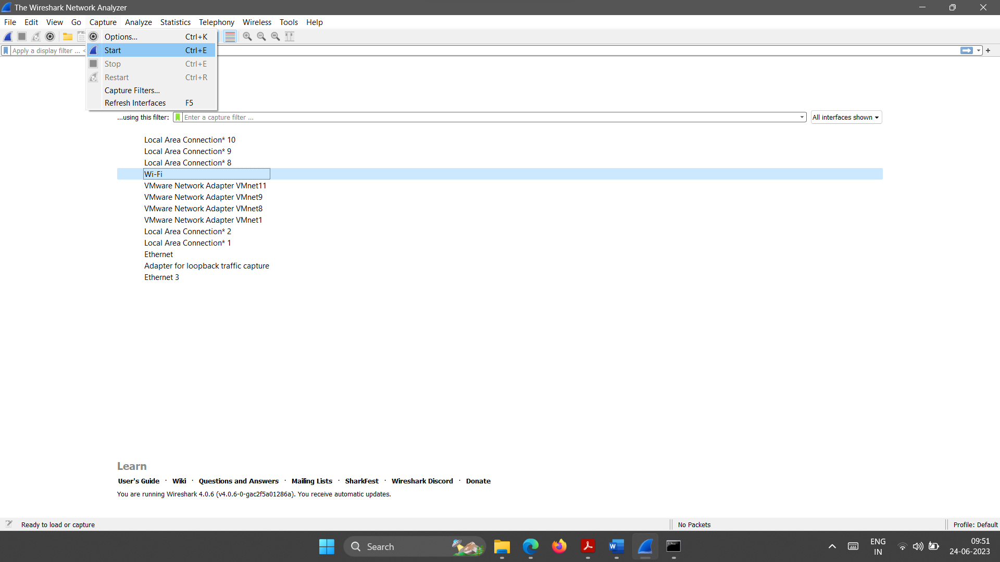 The Wireshark Network Analyzer
File Edit View Go Capture Analyze Statistics Telephony Wireless Tools Help
Options... Ctrl+K
Apply a display filter ... <
Start Ctrl+E
Stop Ctrl+E
Restart Ctrl+R
Capture Filters...
Refresh Interfaces F5
...using this filter: Enter a capture filter ... All interfaces shown
Local Area Connection* 10
Local Area Connection* 9
Local Area Connection* 8
Wi-Fi
VMware Network Adapter VMnet11
VMware Network Adapter VMnet9
VMware Network Adapter VMnet8
VMware Network Adapter VMnet1
Local Area Connection* 2
Local Area Connection* 1
Ethernet
Adapter for loopback traffic capture
Ethernet 3
Learn
User's Guide · Wiki · Questions and Answers · Mailing Lists · SharkFest · Wireshark Discord · Donate
You are running Wireshark 4.0.6 (v4.0.6-0-gac2f5a01286a). You receive automatic updates.
Ready to load or capture No Packets Profile: Default
Search
ENG
IN
09:51
24-06-2023